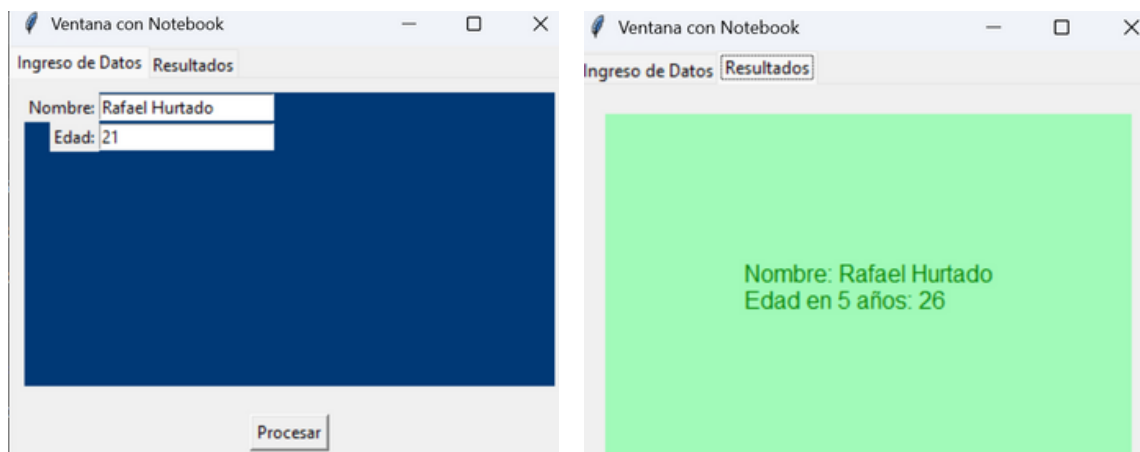 Ventana con Notebook
Ingreso de Datos Resultados
Nombre: Rafael Hurtado
Edad: 21
Procesar
Ventana con Notebook
Ingreso de Datos Resultados
Nombre: Rafael Hurtado
Edad en 5 años: 26